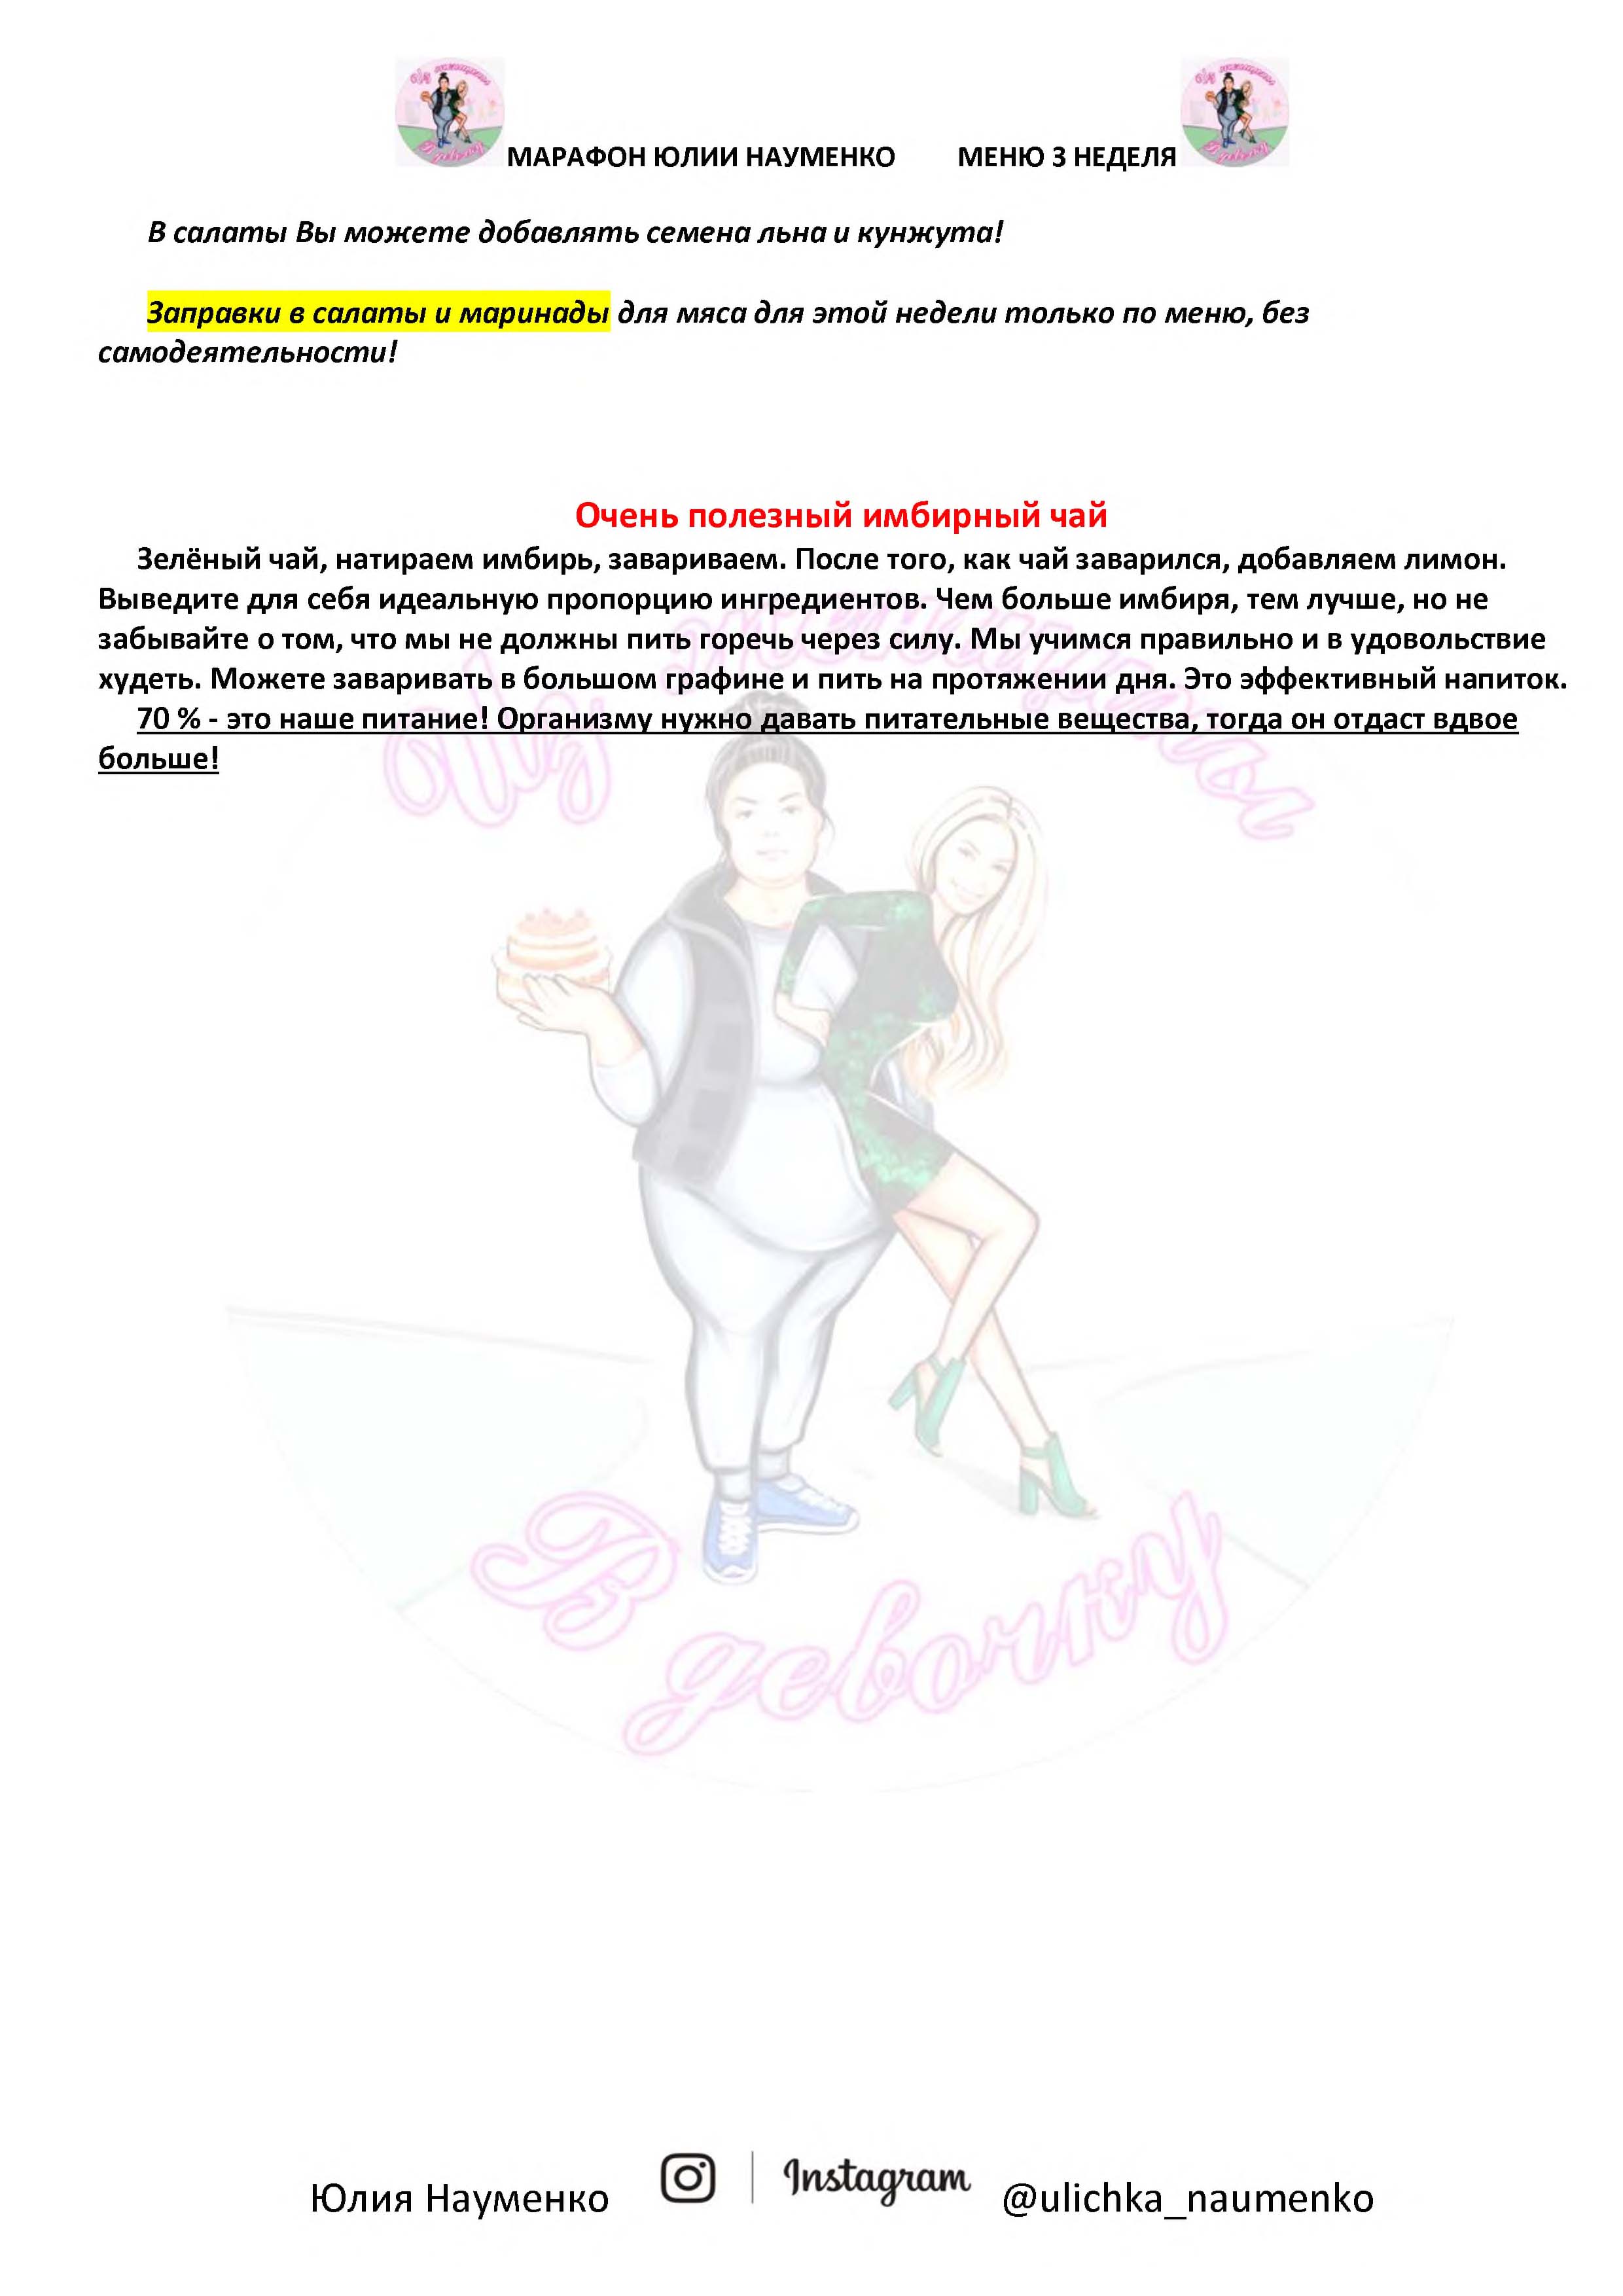 МАРАФОН ЮЛИИ НАУМЕНКО МЕНЮ 3 НЕДЕЛЯ
В салаты Вы можете добавлять семена льна и кунжута!
Заправки в салаты и маринады для мяса для этой недели только по меню, без
самодеятельности!
Очень полезный имбирный чай
Зелёный чай, натираем имбирь, завариваем. После того, как чай заварился, добавляем лимон.
Выведите для себя идеальную пропорцию ингредиентов. Чем больше имбиря, тем лучше, но не
забывайте о том, что мы не должны пить горечь через силу. Мы учимся правильно и в удовольствие
худеть. Можете заваривать в большом графине и пить на протяжении дня. Это эффективный напиток.
70 % - это наше питание! Организму нужно давать питательные вещества, тогда он отдаст вдвое
больше!
Из женщины
В девочку
Юлия Науменко Instagram @ulichka_naumenko